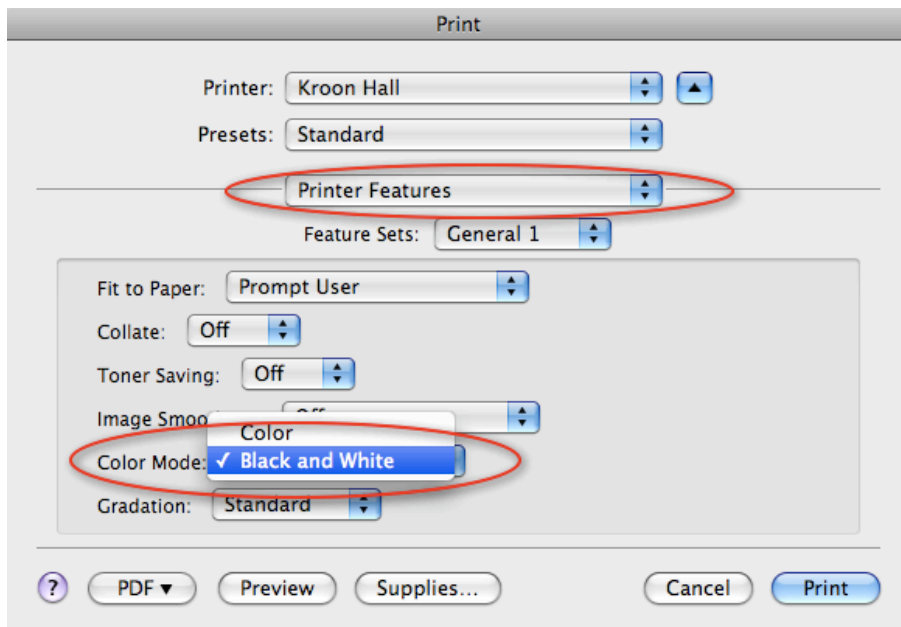 Print
Printer: Kroon Hall
Presets: Standard
Printer Features
Feature Sets: General 1
Fit to Paper: Prompt User
Collate: Off
Toner Saving: Off
Image Smoo
Color
Color Mode: ✓ Black and White
Gradation: Standard
? PDF ▼ Preview Supplies... Cancel Print